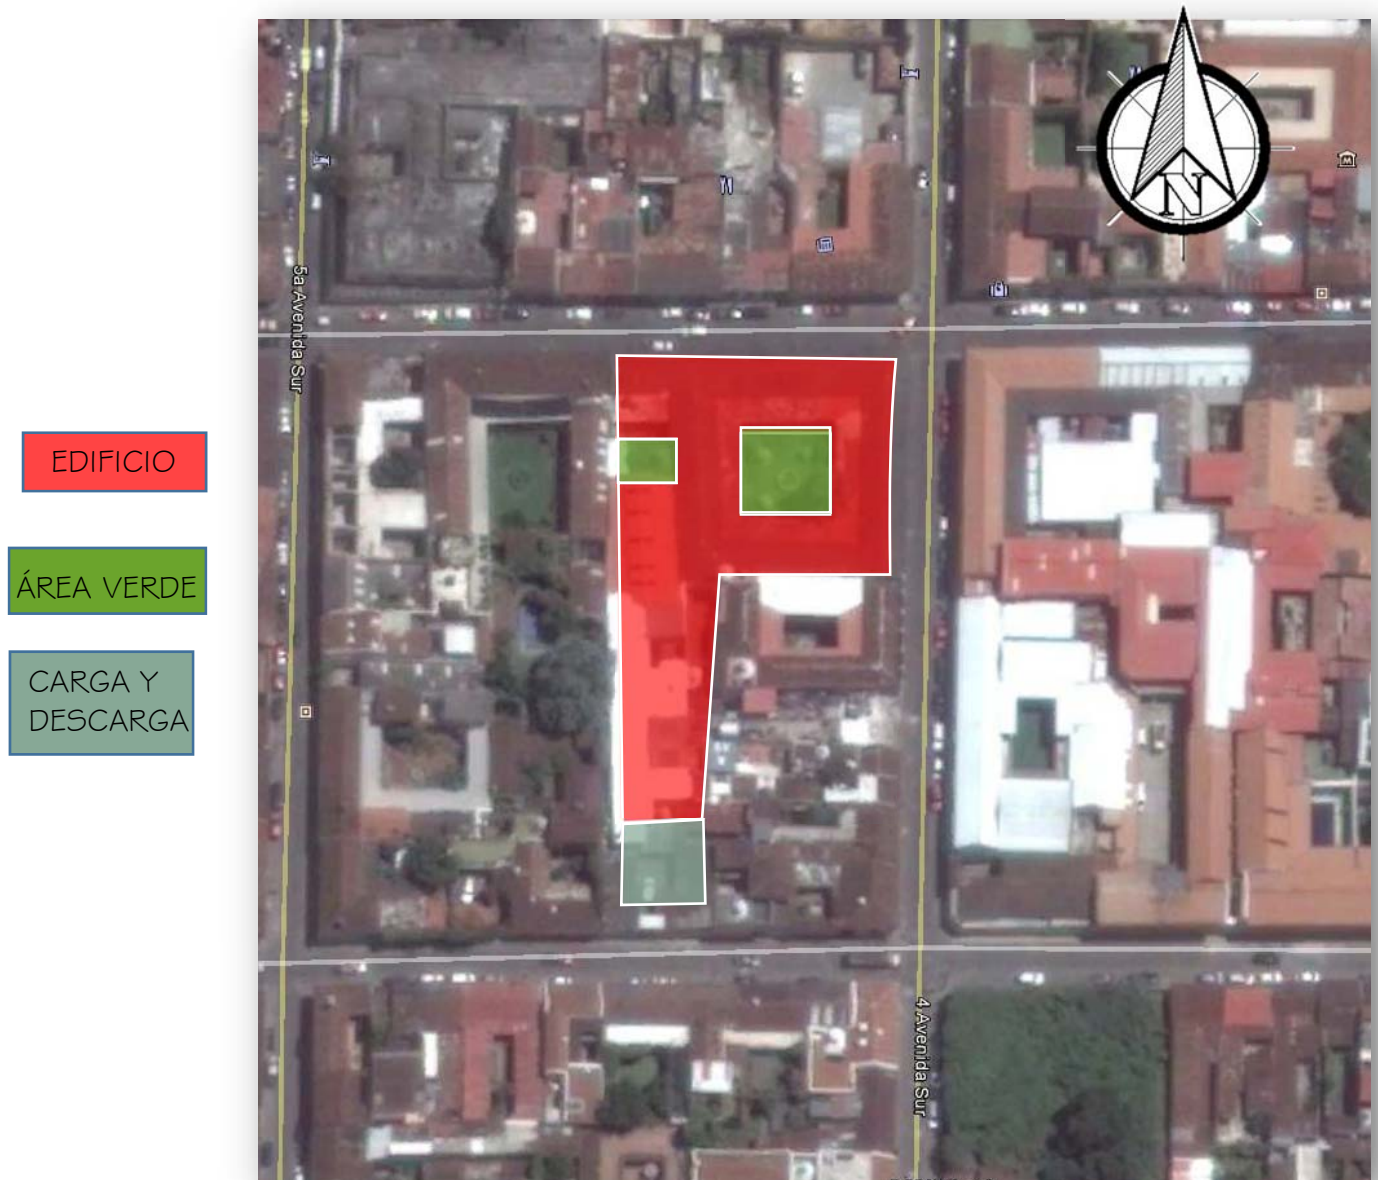 N
5a Avenida Sur
EDIFICIO
ÁREA VERDE
CARGA Y
DESCARGA
4 Avenida Sur